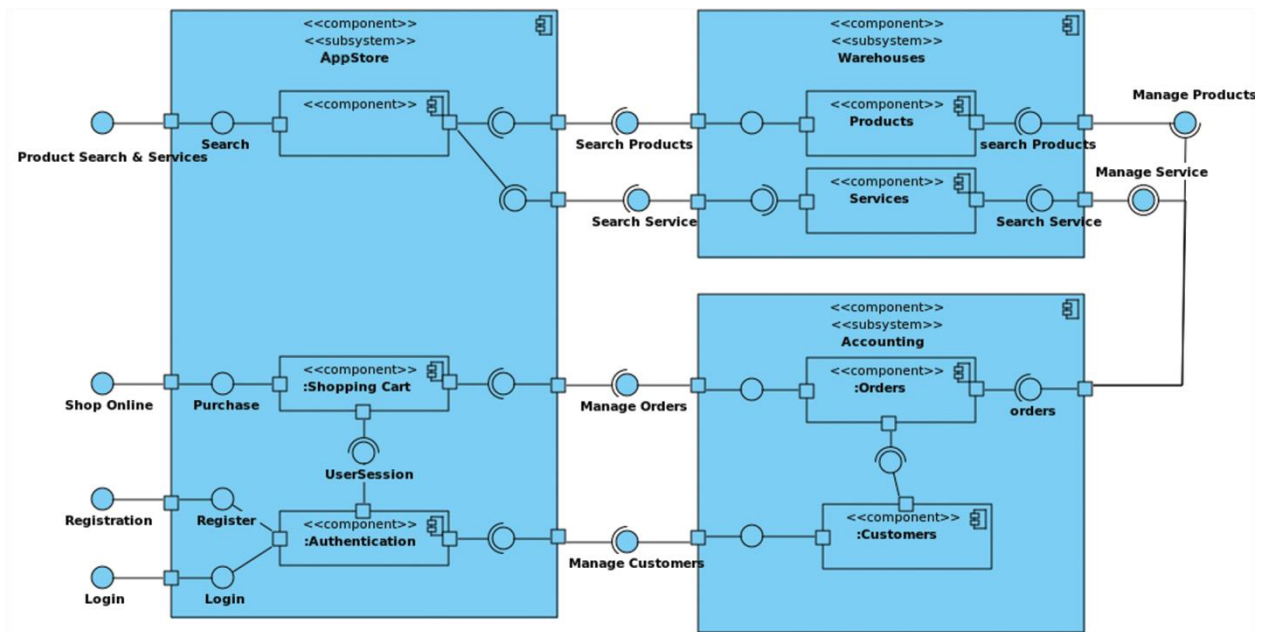 <<component>>
<<subsystem>>
AppStore
<<component>>
<<subsystem>>
Warehouses
<<component>>
Product Search & Services
Search
Search Products
<<component>>
Products
search Products
Manage Products
Search Service
<<component>>
Services
Search Service
Manage Service
<<component>>
<<subsystem>>
Accounting
<<component>>
:Shopping Cart
Shop Online
Purchase
Manage Orders
<<component>>
:Orders
orders
UserSession
Registration
Register
<<component>>
:Authentication
Manage Customers
<<component>>
:Customers
Login
Login